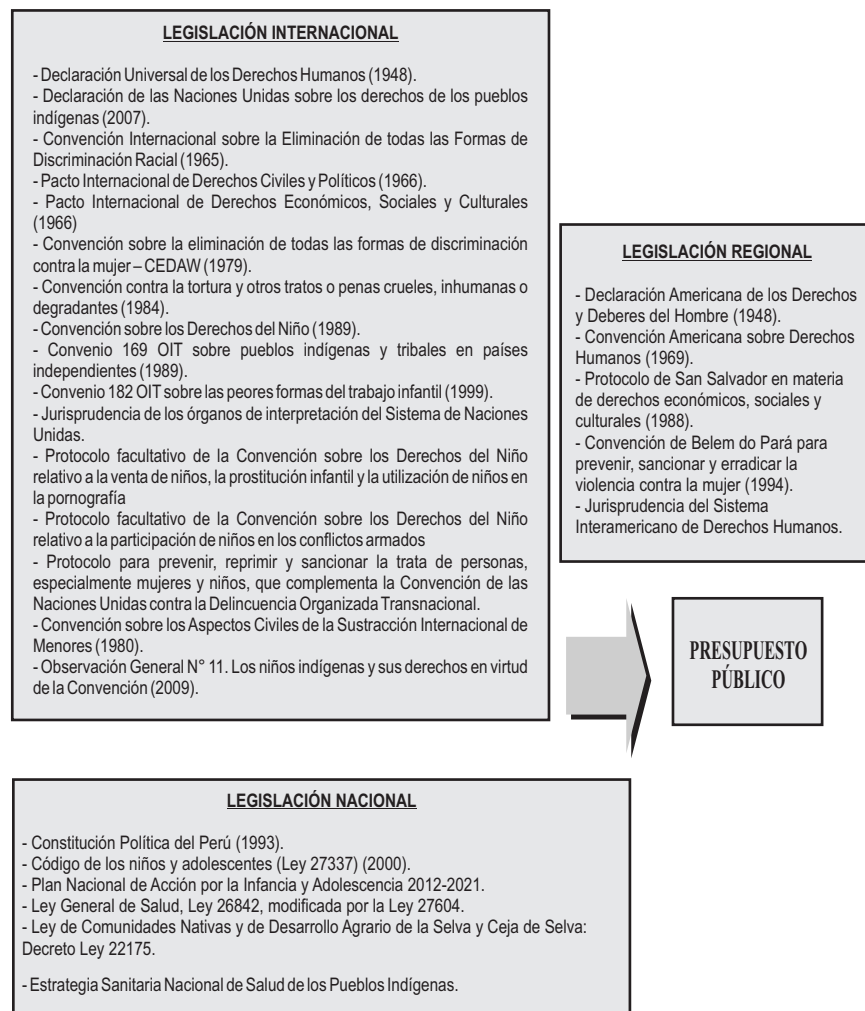 LEGISLACIÓN INTERNACIONAL
- Declaración Universal de los Derechos Humanos (1948).
- Declaración de las Naciones Unidas sobre los derechos de los pueblos
indígenas (2007).
- Convención Internacional sobre la Eliminación de todas las Formas de
Discriminación Racial (1965).
- Pacto Internacional de Derechos Civiles y Políticos (1966).
- Pacto Internacional de Derechos Económicos, Sociales y Culturales
(1966)
- Convención sobre la eliminación de todas las formas de discriminación
contra la mujer – CEDAW (1979).
- Convención contra la tortura y otros tratos o penas crueles, inhumanas o
degradantes (1984).
- Convención sobre los Derechos del Niño (1989).
- Convenio 169 OIT sobre pueblos indígenas y tribales en países
independientes (1989).
- Convenio 182 OIT sobre las peores formas del trabajo infantil (1999).
- Jurisprudencia de los órganos de interpretación del Sistema de Naciones
Unidas.
- Protocolo facultativo de la Convención sobre los Derechos del Niño
relativo a la venta de niños, la prostitución infantil y la utilización de niños en
la pornografía
- Protocolo facultativo de la Convención sobre los Derechos del Niño
relativo a la participación de niños en los conflictos armados
- Protocolo para prevenir, reprimir y sancionar la trata de personas,
especialmente mujeres y niños, que complementa la Convención de las
Naciones Unidas contra la Delincuencia Organizada Transnacional.
- Convención sobre los Aspectos Civiles de la Sustracción Internacional de
Menores (1980).
- Observación General N° 11. Los niños indígenas y sus derechos en virtud
de la Convención (2009).
LEGISLACIÓN REGIONAL
- Declaración Americana de los Derechos
y Deberes del Hombre (1948).
- Convención Americana sobre Derechos
Humanos (1969).
- Protocolo de San Salvador en materia
de derechos económicos, sociales y
culturales (1988).
- Convención de Belem do Pará para
prevenir, sancionar y erradicar la
violencia contra la mujer (1994).
- Jurisprudencia del Sistema
Interamericano de Derechos Humanos.
PRESUPUESTO
PÚBLICO
LEGISLACIÓN NACIONAL
- Constitución Política del Perú (1993).
- Código de los niños y adolescentes (Ley 27337) (2000).
- Plan Nacional de Acción por la Infancia y Adolescencia 2012-2021.
- Ley General de Salud, Ley 26842, modificada por la Ley 27604.
- Ley de Comunidades Nativas y de Desarrollo Agrario de la Selva y Ceja de Selva:
Decreto Ley 22175.
- Estrategia Sanitaria Nacional de Salud de los Pueblos Indígenas.